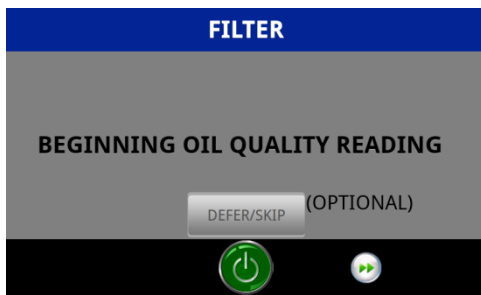 FILTER
BEGINNING OIL QUALITY READING
DEFER/SKIP (OPTIONAL)